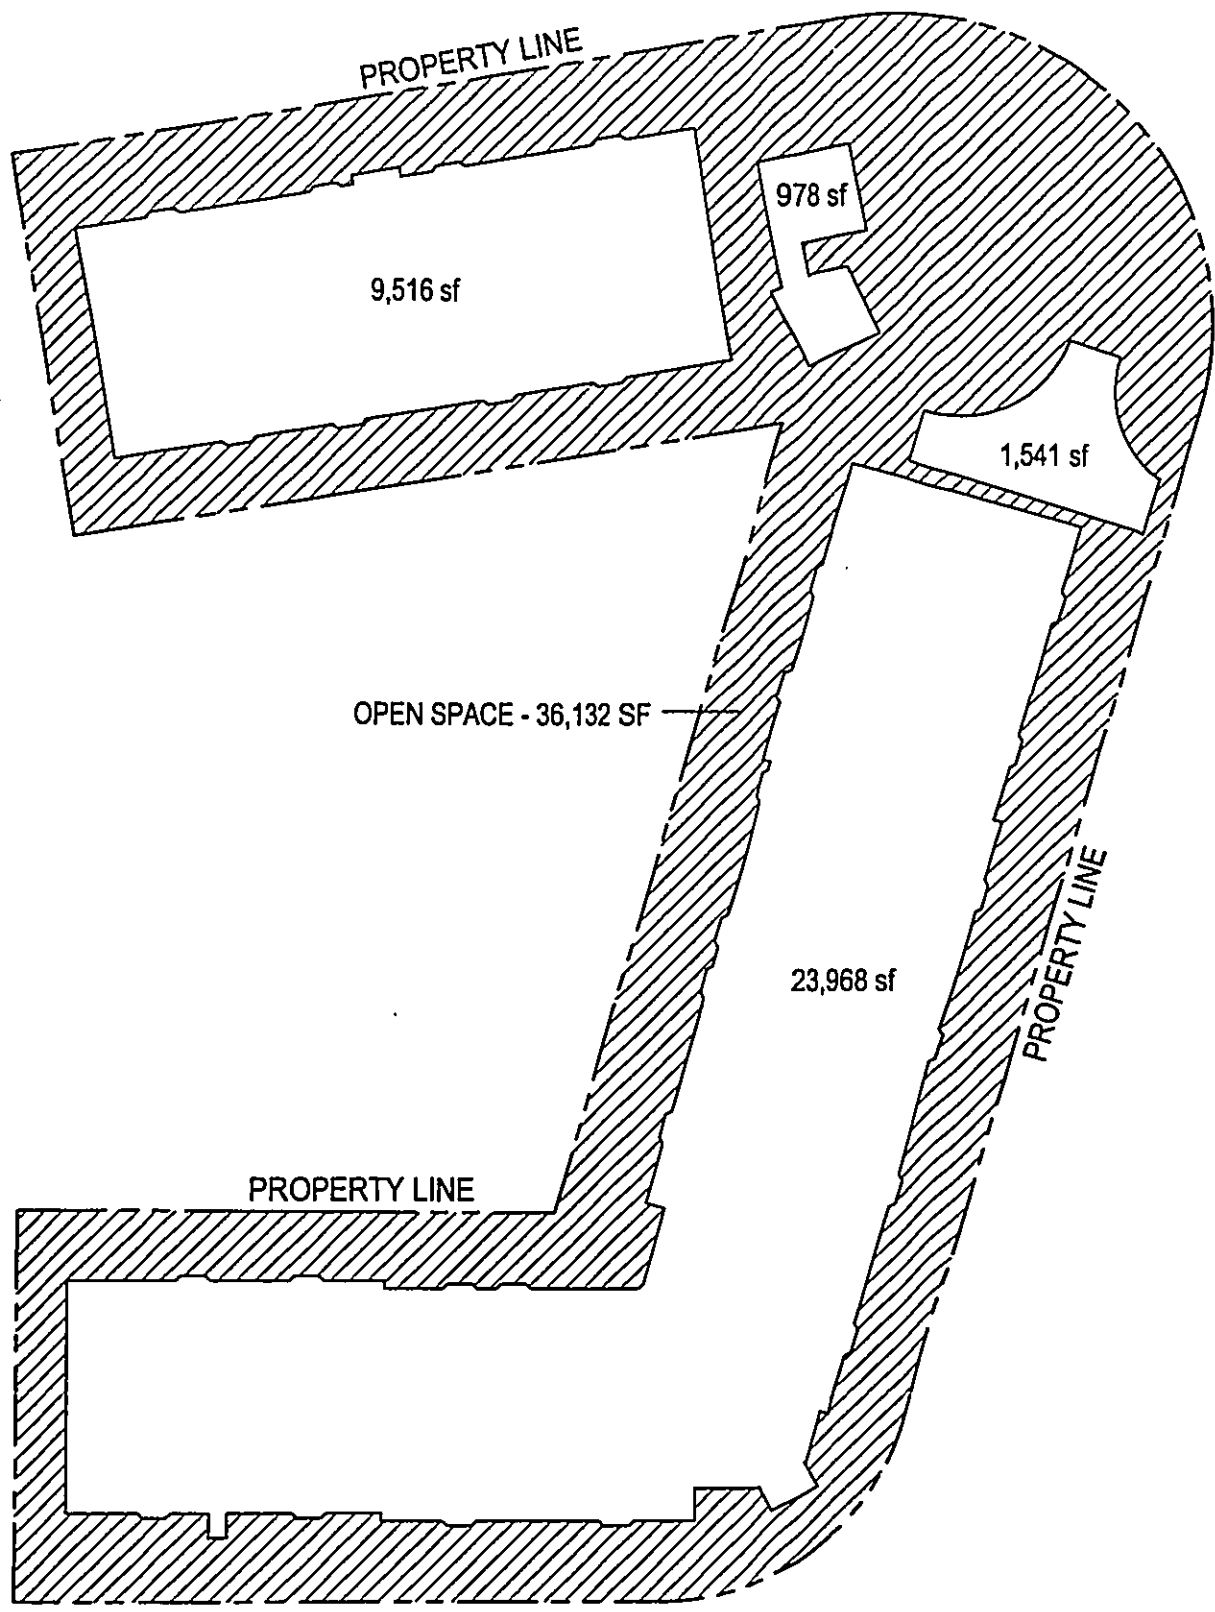 PROPERTY LINE
978 sf
9,516 sf
1,541 sf
OPEN SPACE - 36,132 SF
PROPERTY LINE
23,968 sf
PROPERTY LINE